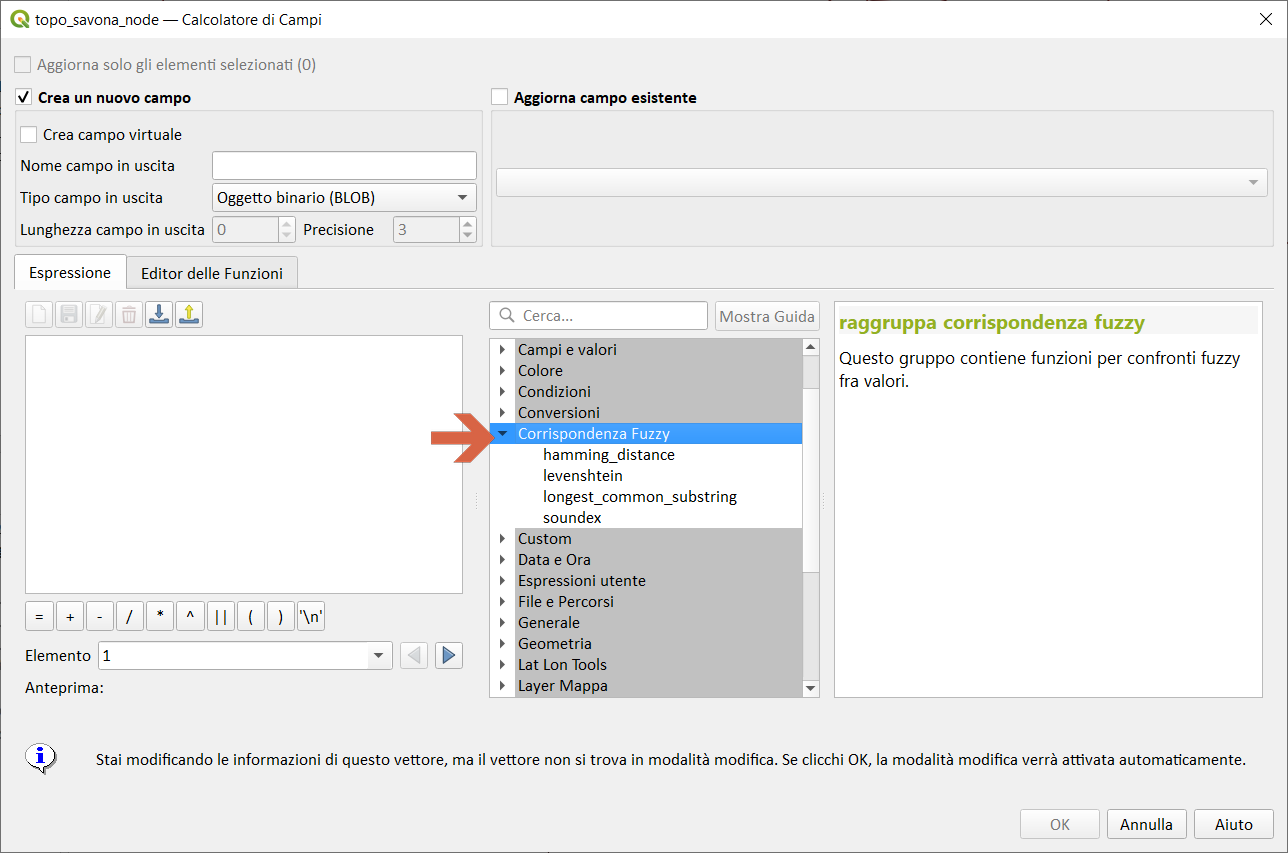 topo_savona_node — Calcolatore di Campi
Aggiorna solo gli elementi selezionati (0)
Crea un nuovo campo
Aggiorna campo esistente
Crea campo virtuale
Nome campo in uscita
Tipo campo in uscita Oggetto binario (BLOB)
Lunghezza campo in uscita 0 Precisione 3
Espressione Editor delle Funzioni
Cerca... Mostra Guida
Campi e valori
Colore
Condizioni
Conversioni
Corrispondenza Fuzzy
hamming_distance
levenshtein
longest_common_substring
soundex
Custom
Data e Ora
Espressioni utente
File e Percorsi
Generale
Geometria
Lat Lon Tools
Layer Mappa
raggruppa corrispondenza fuzzy
Questo gruppo contiene funzioni per confronti fuzzy
fra valori.
= + - / * ^ || ( ) '\n'
Elemento 1
Anteprima:
Stai modificando le informazioni di questo vettore, ma il vettore non si trova in modalità modifica. Se clicchi OK, la modalità modifica verrà attivata automaticamente.
OK Annulla Aiuto